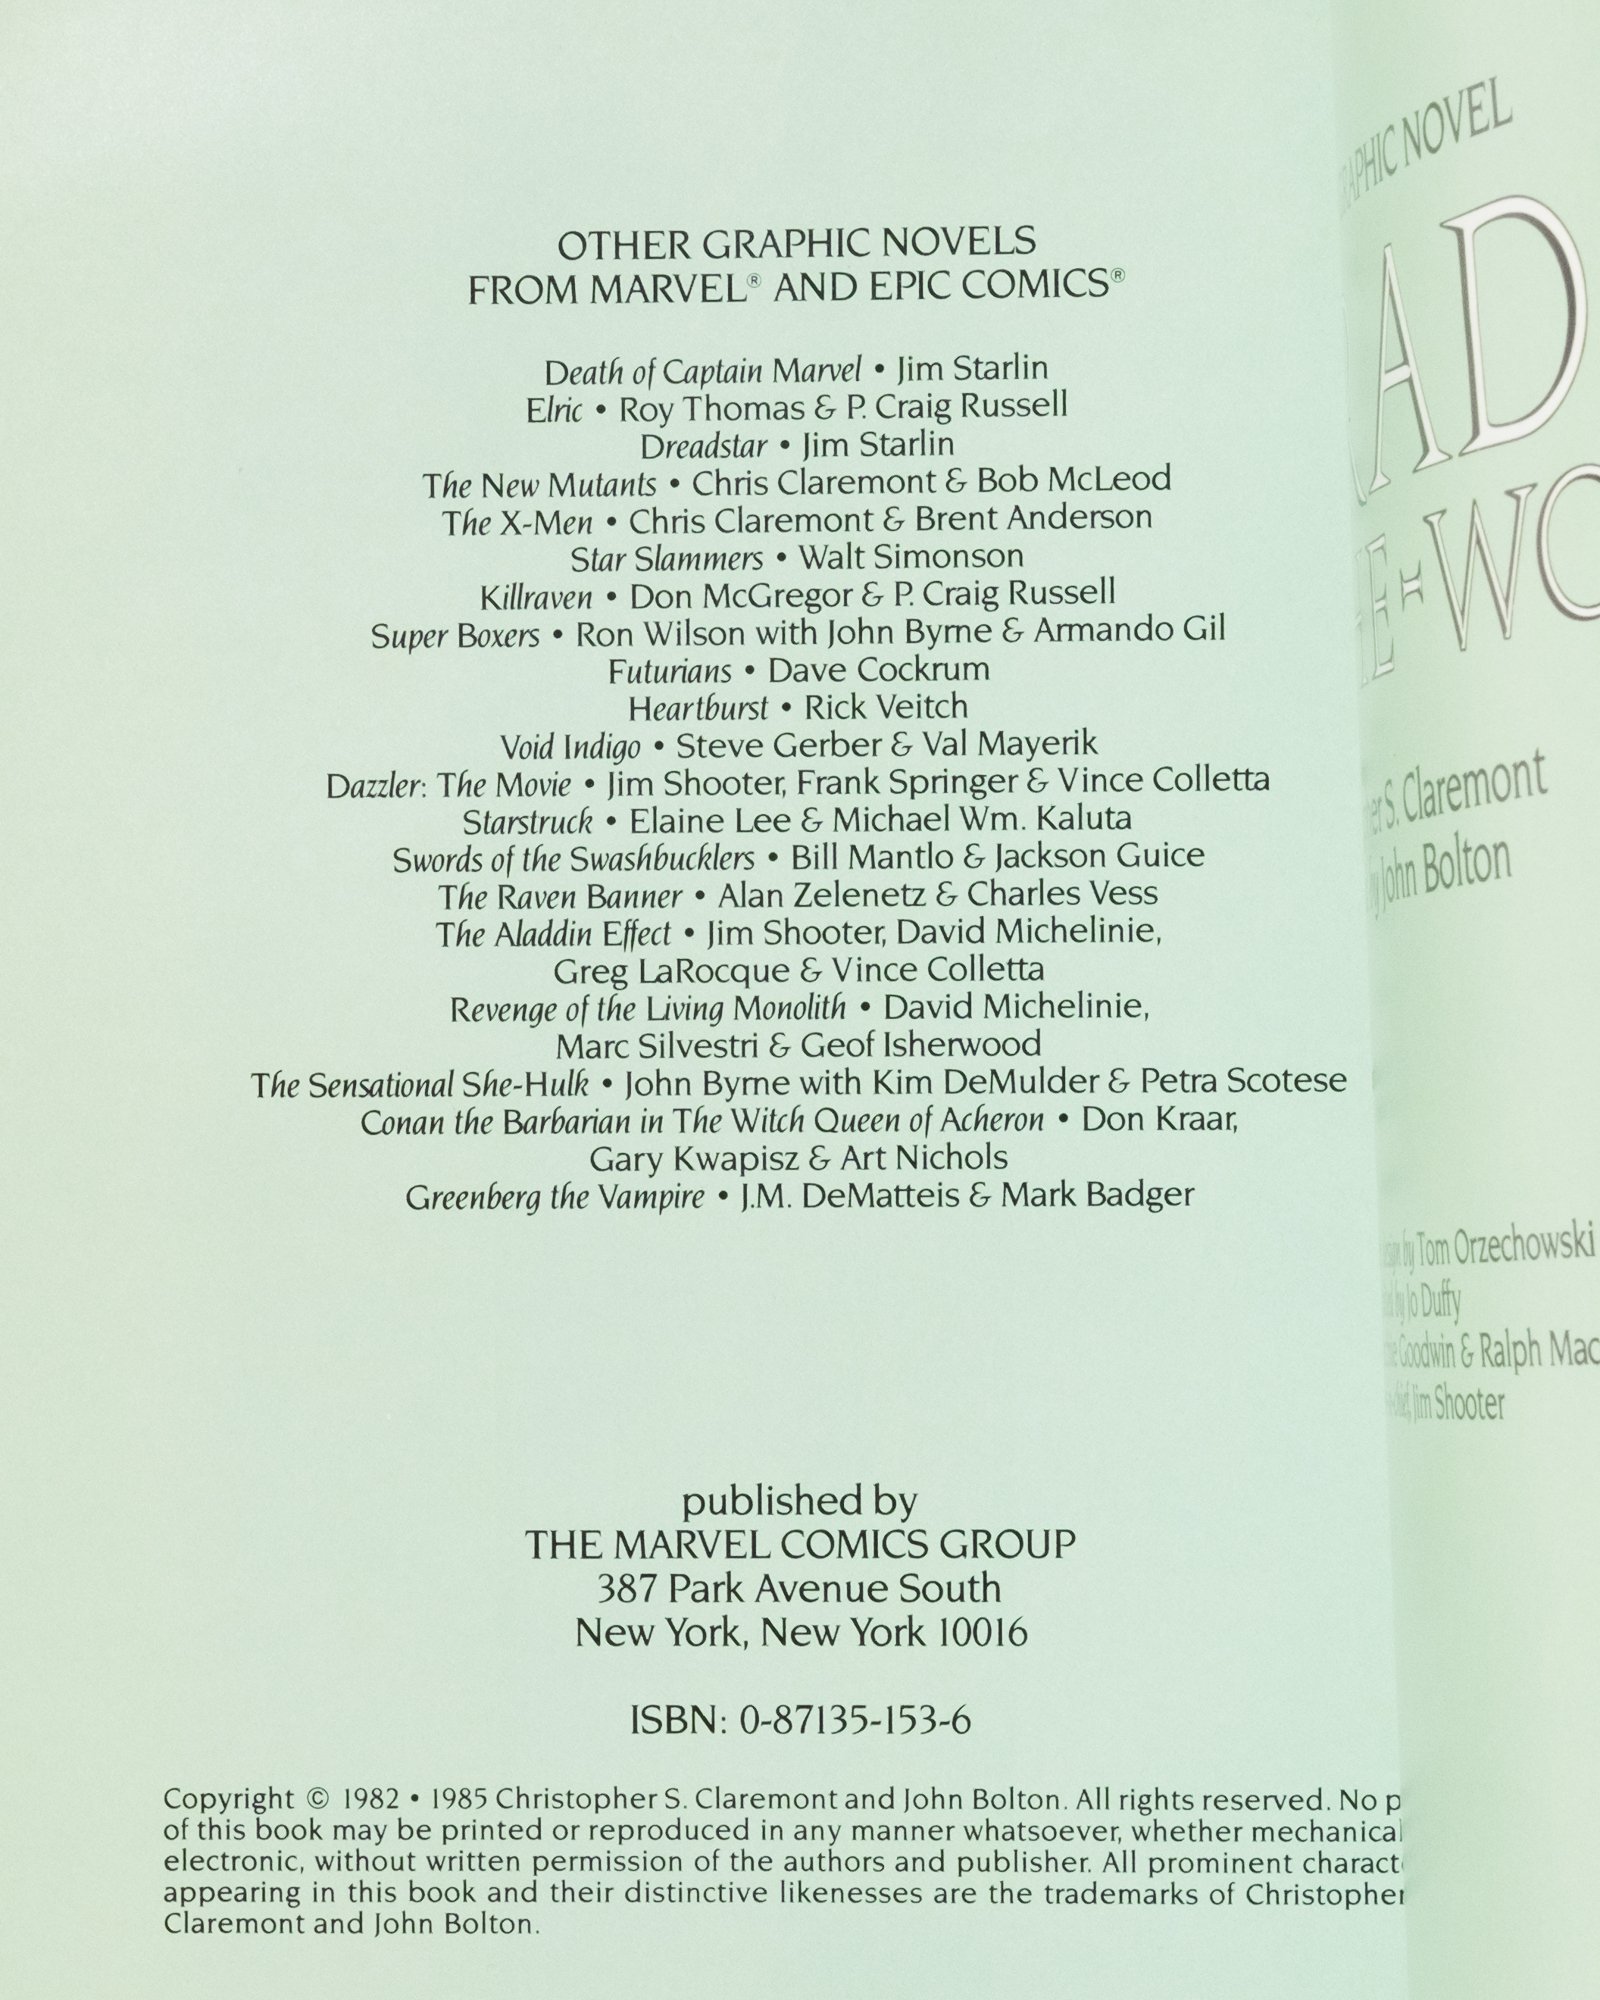 OTHER GRAPHIC NOVELS
FROM MARVEL® AND EPIC COMICS®
Death of Captain Marvel • Jim Starlin
Elric • Roy Thomas & P. Craig Russell
Dreadstar • Jim Starlin
The New Mutants • Chris Claremont & Bob McLeod
The X-Men • Chris Claremont & Brent Anderson
Star Slammers • Walt Simonson
Killraven • Don McGregor & P. Craig Russell
Super Boxers • Ron Wilson with John Byrne & Armando Gil
Futurians • Dave Cockrum
Heartburst • Rick Veitch
Void Indigo • Steve Gerber & Val Mayerik
Dazzler: The Movie • Jim Shooter, Frank Springer & Vince Colletta
Starstruck • Elaine Lee & Michael Wm. Kaluta
Swords of the Swashbucklers • Bill Mantlo & Jackson Guice
The Raven Banner • Alan Zelenetz & Charles Vess
The Aladdin Effect • Jim Shooter, David Michelinie,
Greg LaRocque & Vince Colletta
Revenge of the Living Monolith • David Michelinie,
Marc Silvestri & Geof Isherwood
The Sensational She-Hulk • John Byrne with Kim DeMulder & Petra Scotese
Conan the Barbarian in The Witch Queen of Acheron • Don Kraar,
Gary Kwapisz & Art Nichols
Greenberg the Vampire • J.M. DeMatteis & Mark Badger
published by
THE MARVEL COMICS GROUP
387 Park Avenue South
New York, New York 10016
ISBN: 0-87135-153-6
Copyright © 1982 • 1985 Christopher S. Claremont and John Bolton. All rights reserved. No p
of this book may be printed or reproduced in any manner whatsoever, whether mechanical
electronic, without written permission of the authors and publisher. All prominent charact
appearing in this book and their distinctive likenesses are the trademarks of Christopher
Claremont and John Bolton.
NOVEL
AD
E-WO
S. Claremont
John Bolton
by Tom Orzechowski
by Jo Duffy
Goodwin & Ralph Mac
Jim Shooter